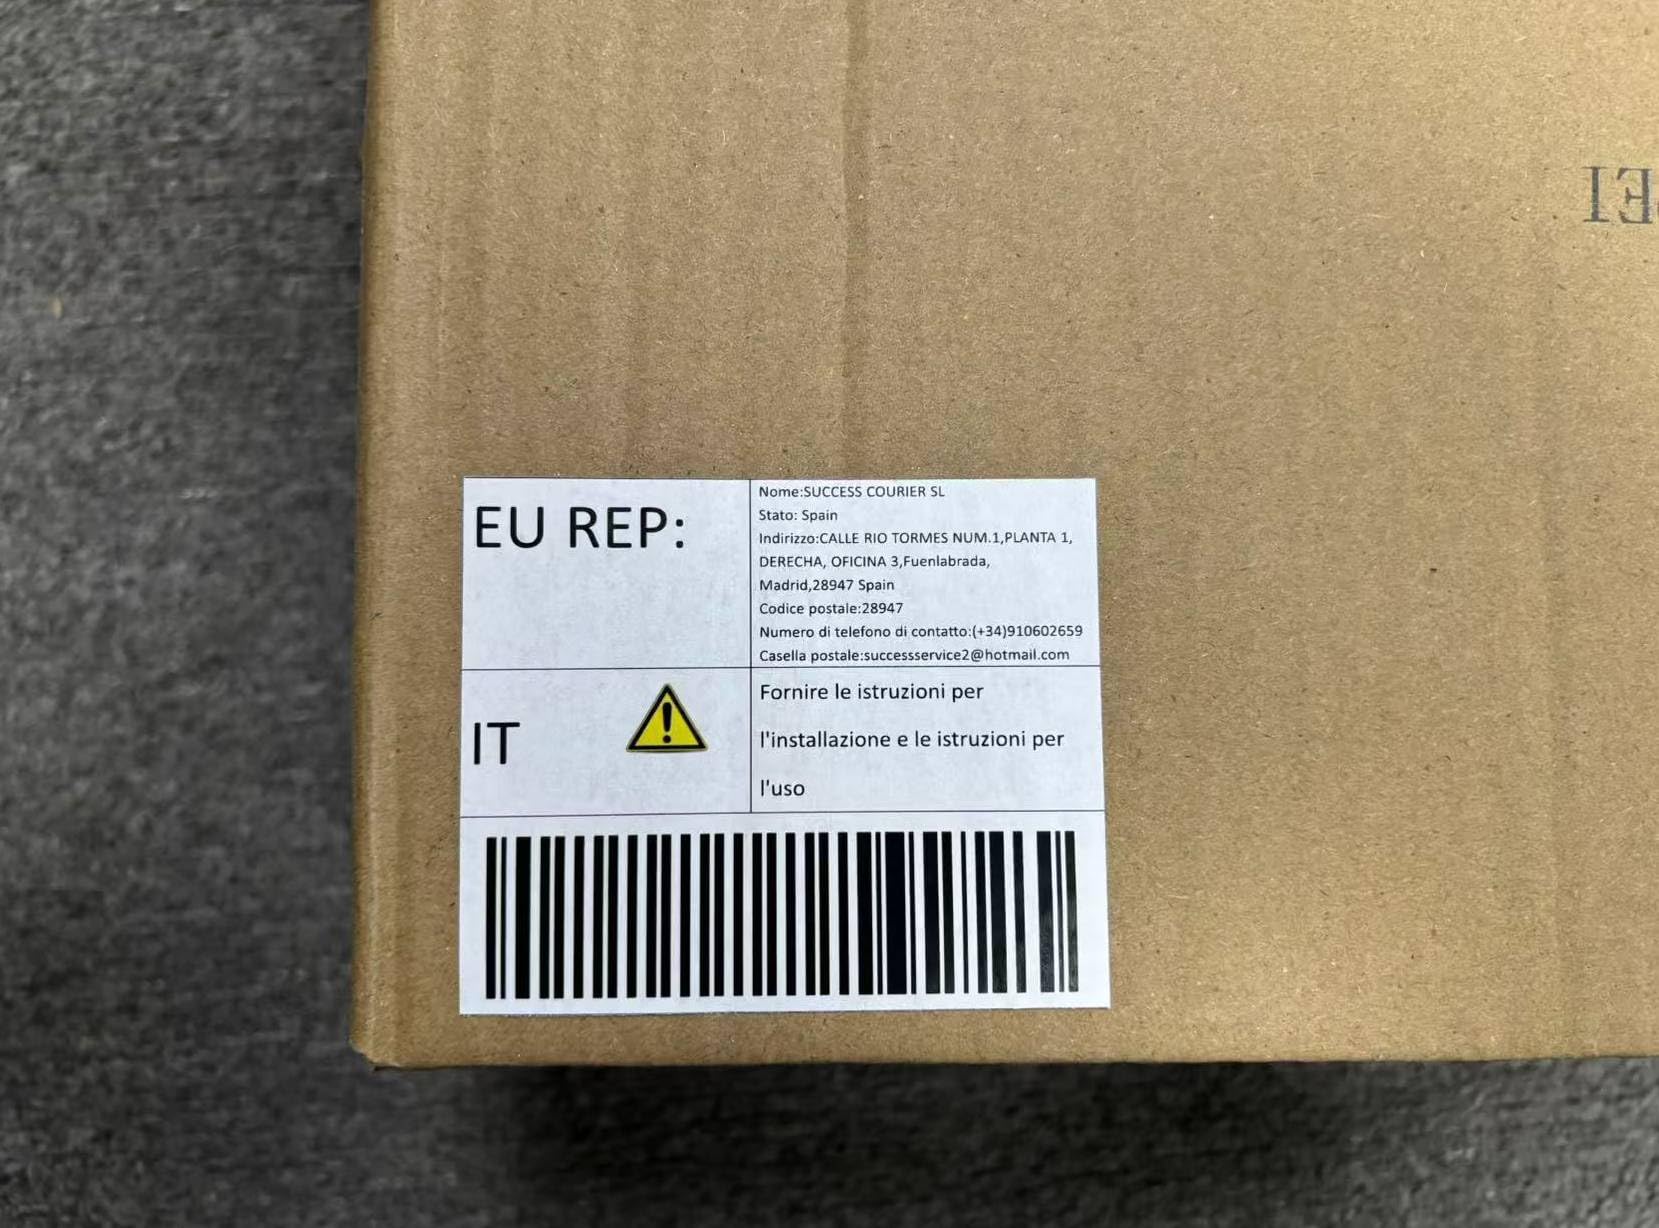 EU REP:
Nome:SUCCESS COURIER SL
Stato: Spain
Indirizzo:CALLE RIO TORMES NUM.1,PLANTA 1,
DERECHA, OFICINA 3,Fuenlabrada,
Madrid,28947 Spain
Codice postale:28947
Numero di telefono di contatto:(+34)910602659
Casella postale:successservice2@hotmail.com
IT
Fornire le istruzioni per
l'installazione e le istruzioni per
l'uso